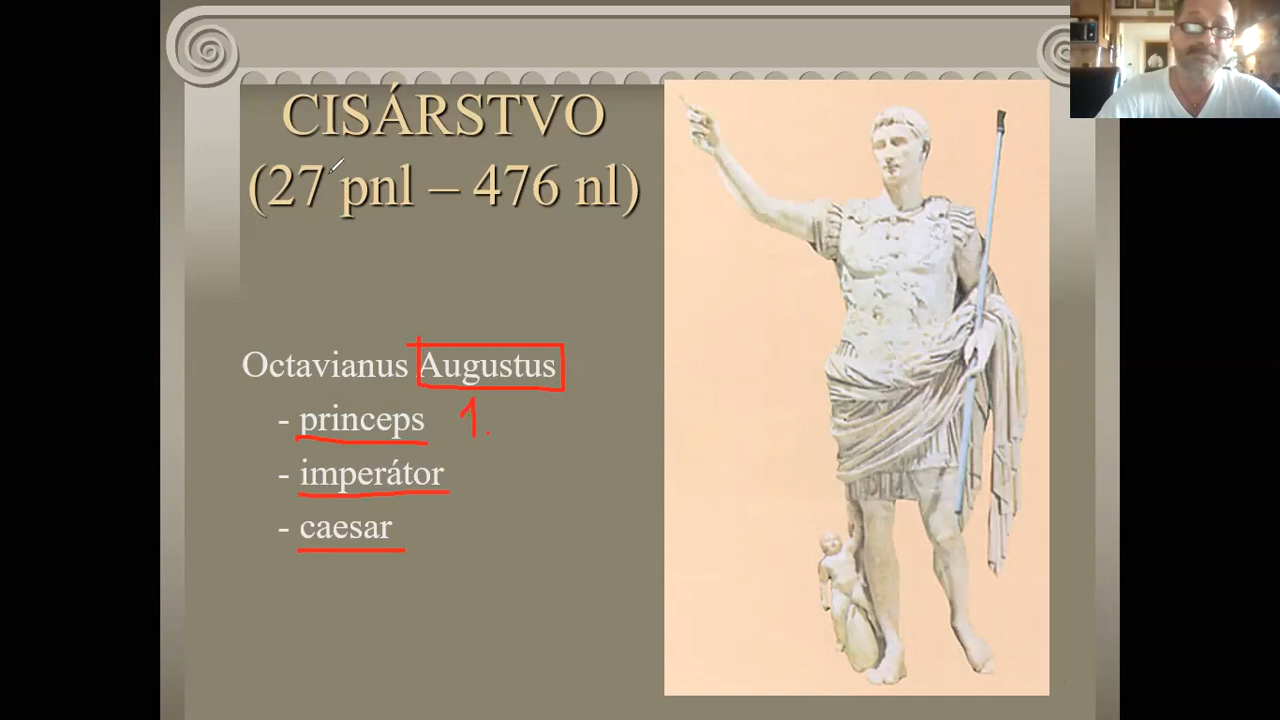 CISÁRSTVO
(27 pnl – 476 nl)
Octavianus Augustus
- princeps 1.
- imperátor
- caesar